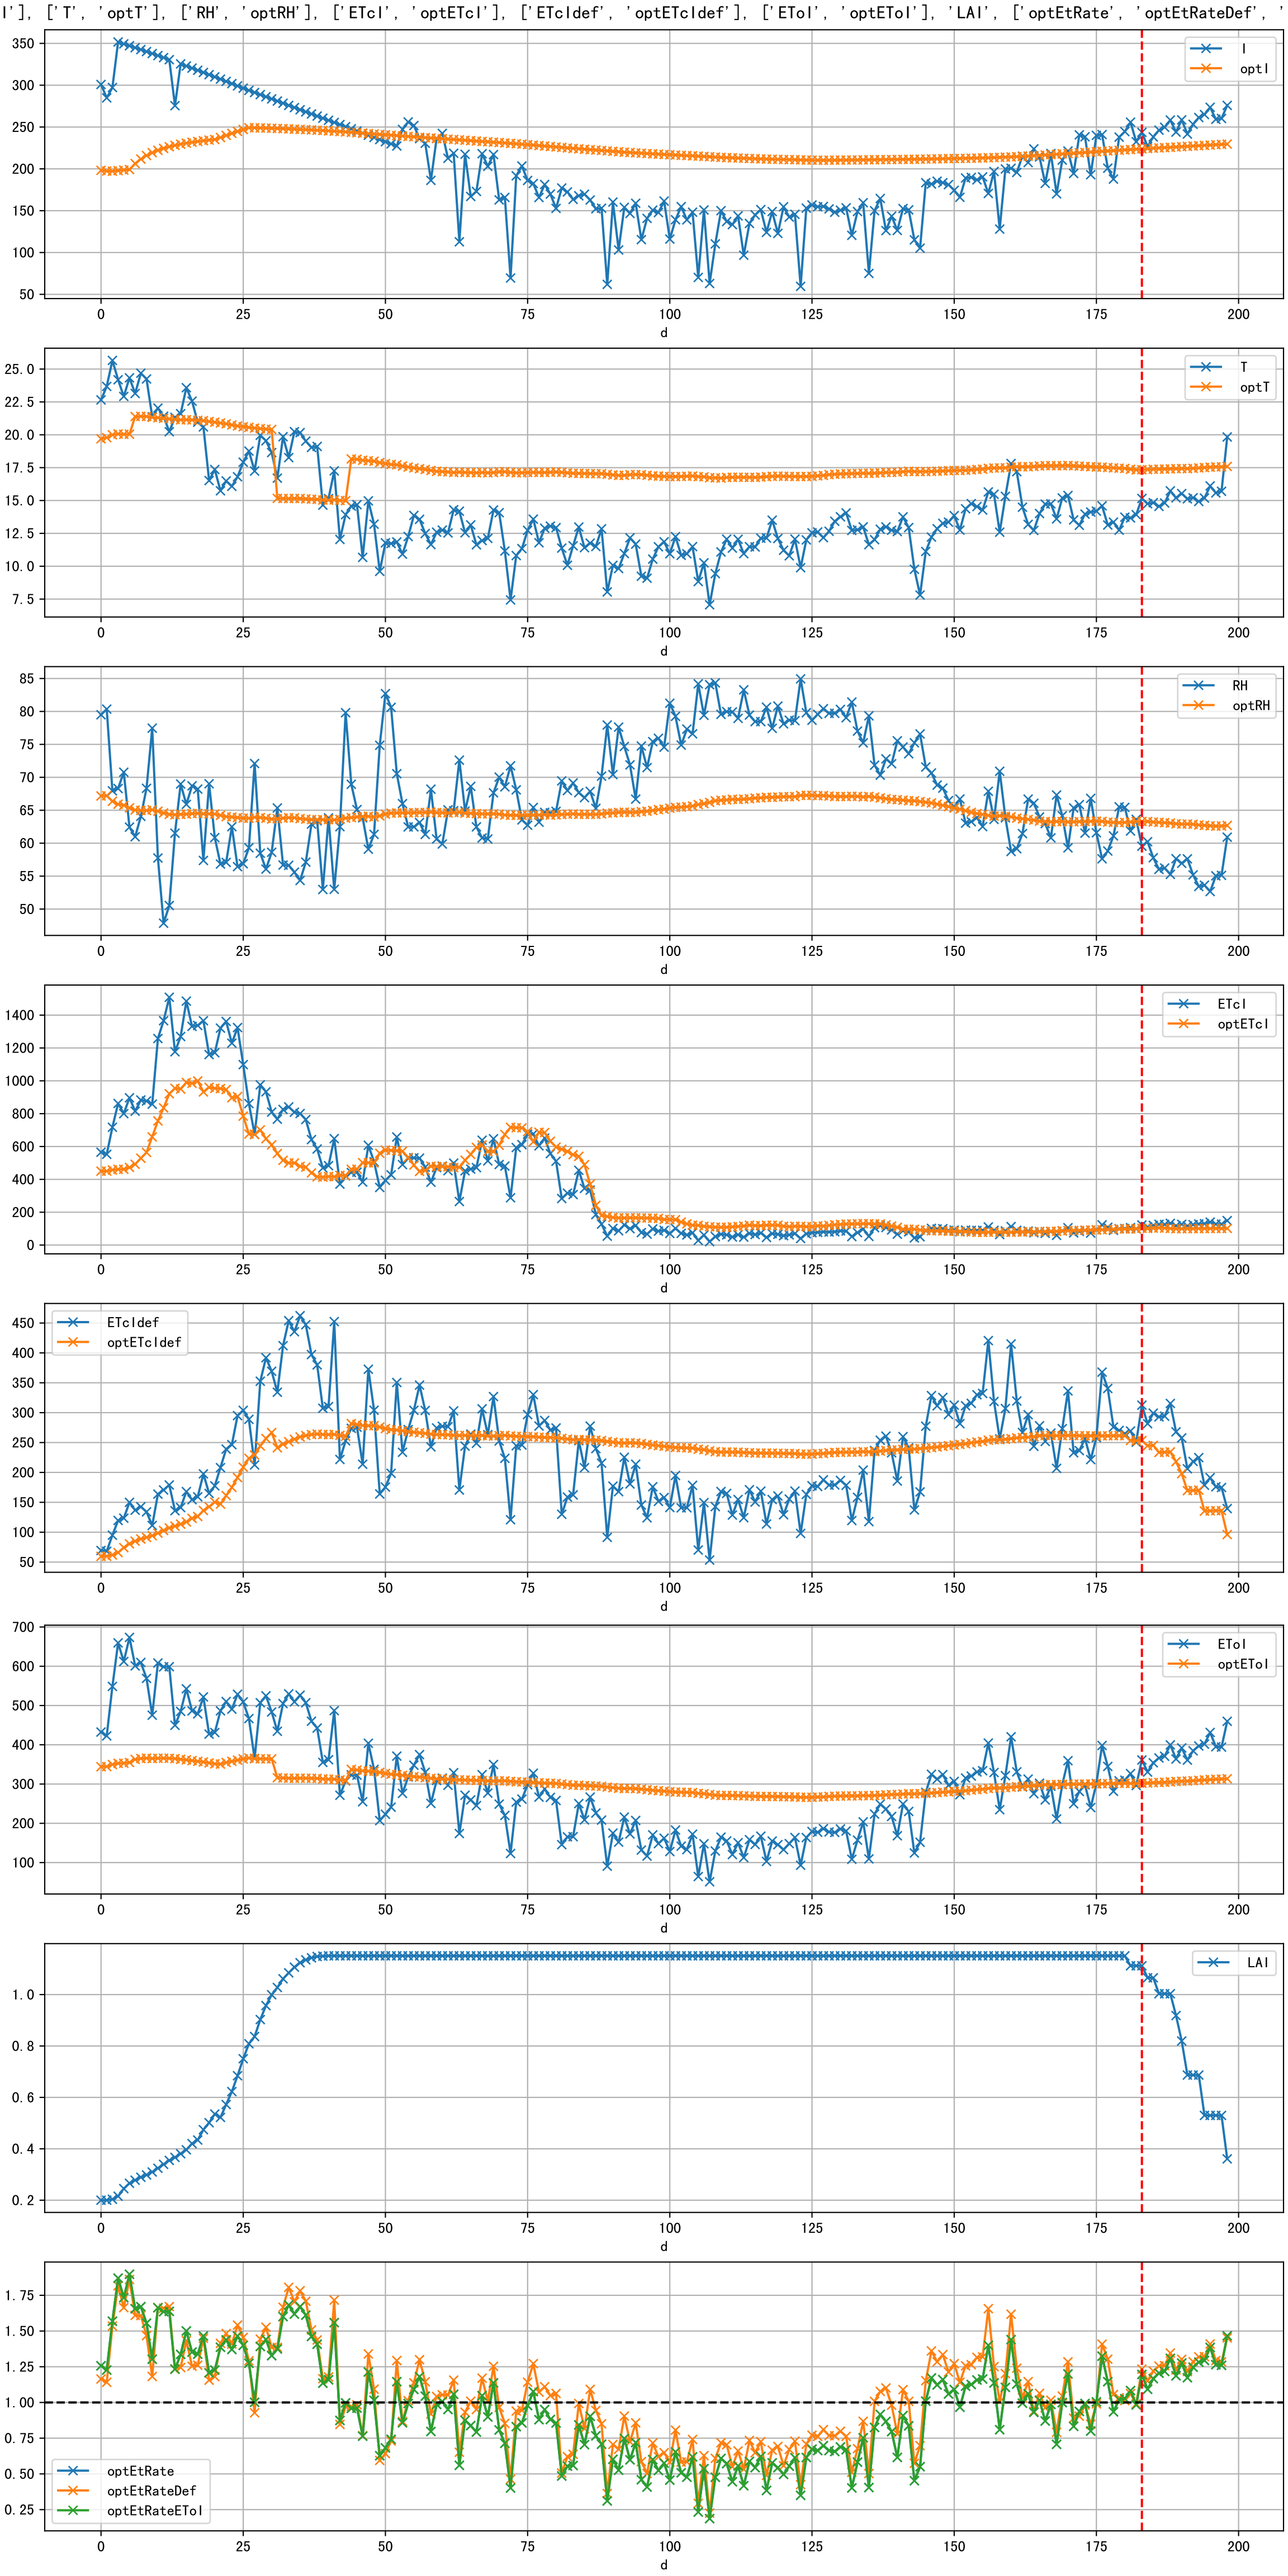 I'], ['T', 'optT'], ['RH', 'optRH'], ['ETcI', 'optETcI'], ['ETcIdef', 'optETcIdef'], ['EToI', 'optEToI'], 'LAI', ['optEtRate', 'optEtRateDef', '
350
300
250
200
150
100
50
I
optI
0 25 50 75 100 125 150 175 200
d
25.0
22.5
20.0
17.5
15.0
12.5
10.0
7.5
T
optT
0 25 50 75 100 125 150 175 200
d
85
80
75
70
65
60
55
50
RH
optRH
0 25 50 75 100 125 150 175 200
d
1400
1200
1000
800
600
400
200
0
ETcI
optETcI
0 25 50 75 100 125 150 175 200
d
450
400
350
300
250
200
150
100
50
ETcIdef
optETcIdef
0 25 50 75 100 125 150 175 200
d
700
600
500
400
300
200
100
EToI
optEToI
0 25 50 75 100 125 150 175 200
d
1.0
0.8
0.6
0.4
0.2
LAI
0 25 50 75 100 125 150 175 200
d
1.75
1.50
1.25
1.00
0.75
0.50
0.25
optEtRate
optEtRateDef
optEtRateEToI
0 25 50 75 100 125 150 175 200
d